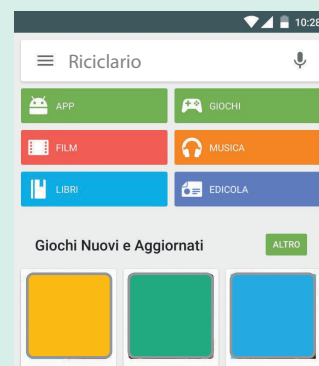 10:28
Riciclario
APP
GIOCHI
FILM
MUSICA
LIBRI
EDICOLA
Giochi Nuovi e Aggiornati
ALTRO